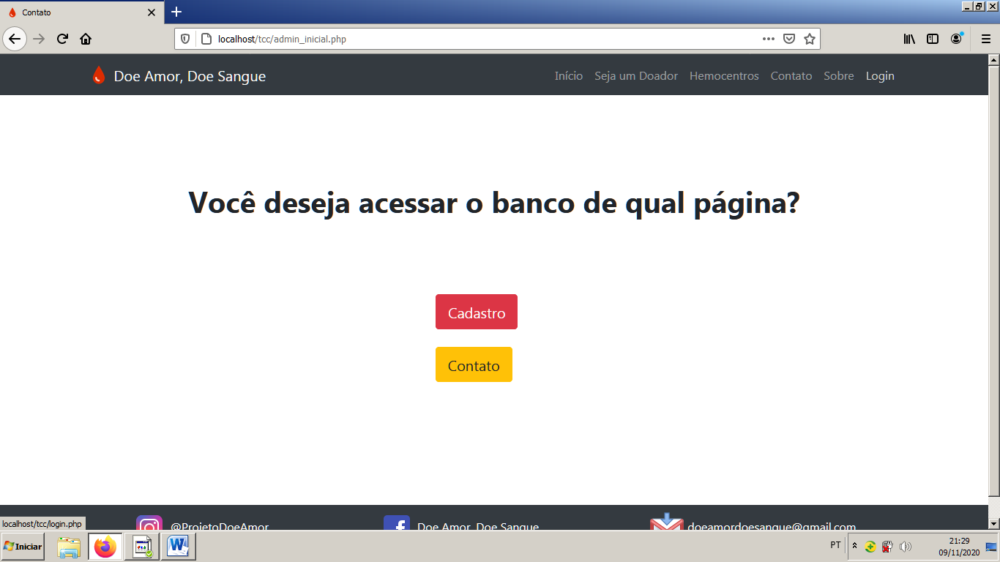 Contato
localhost/tcc/admin_inicial.php
Doe Amor, Doe Sangue
Início Seja um Doador Hemocentros Contato Sobre Login
Você deseja acessar o banco de qual página?
Cadastro
Contato
@ProjetoDoeAmor
Doe Amor, Doe Sangue
doeamordoesangue@gmail.com
localhost/tcc/login.php
Iniciar
PT
21:29
09/11/2020